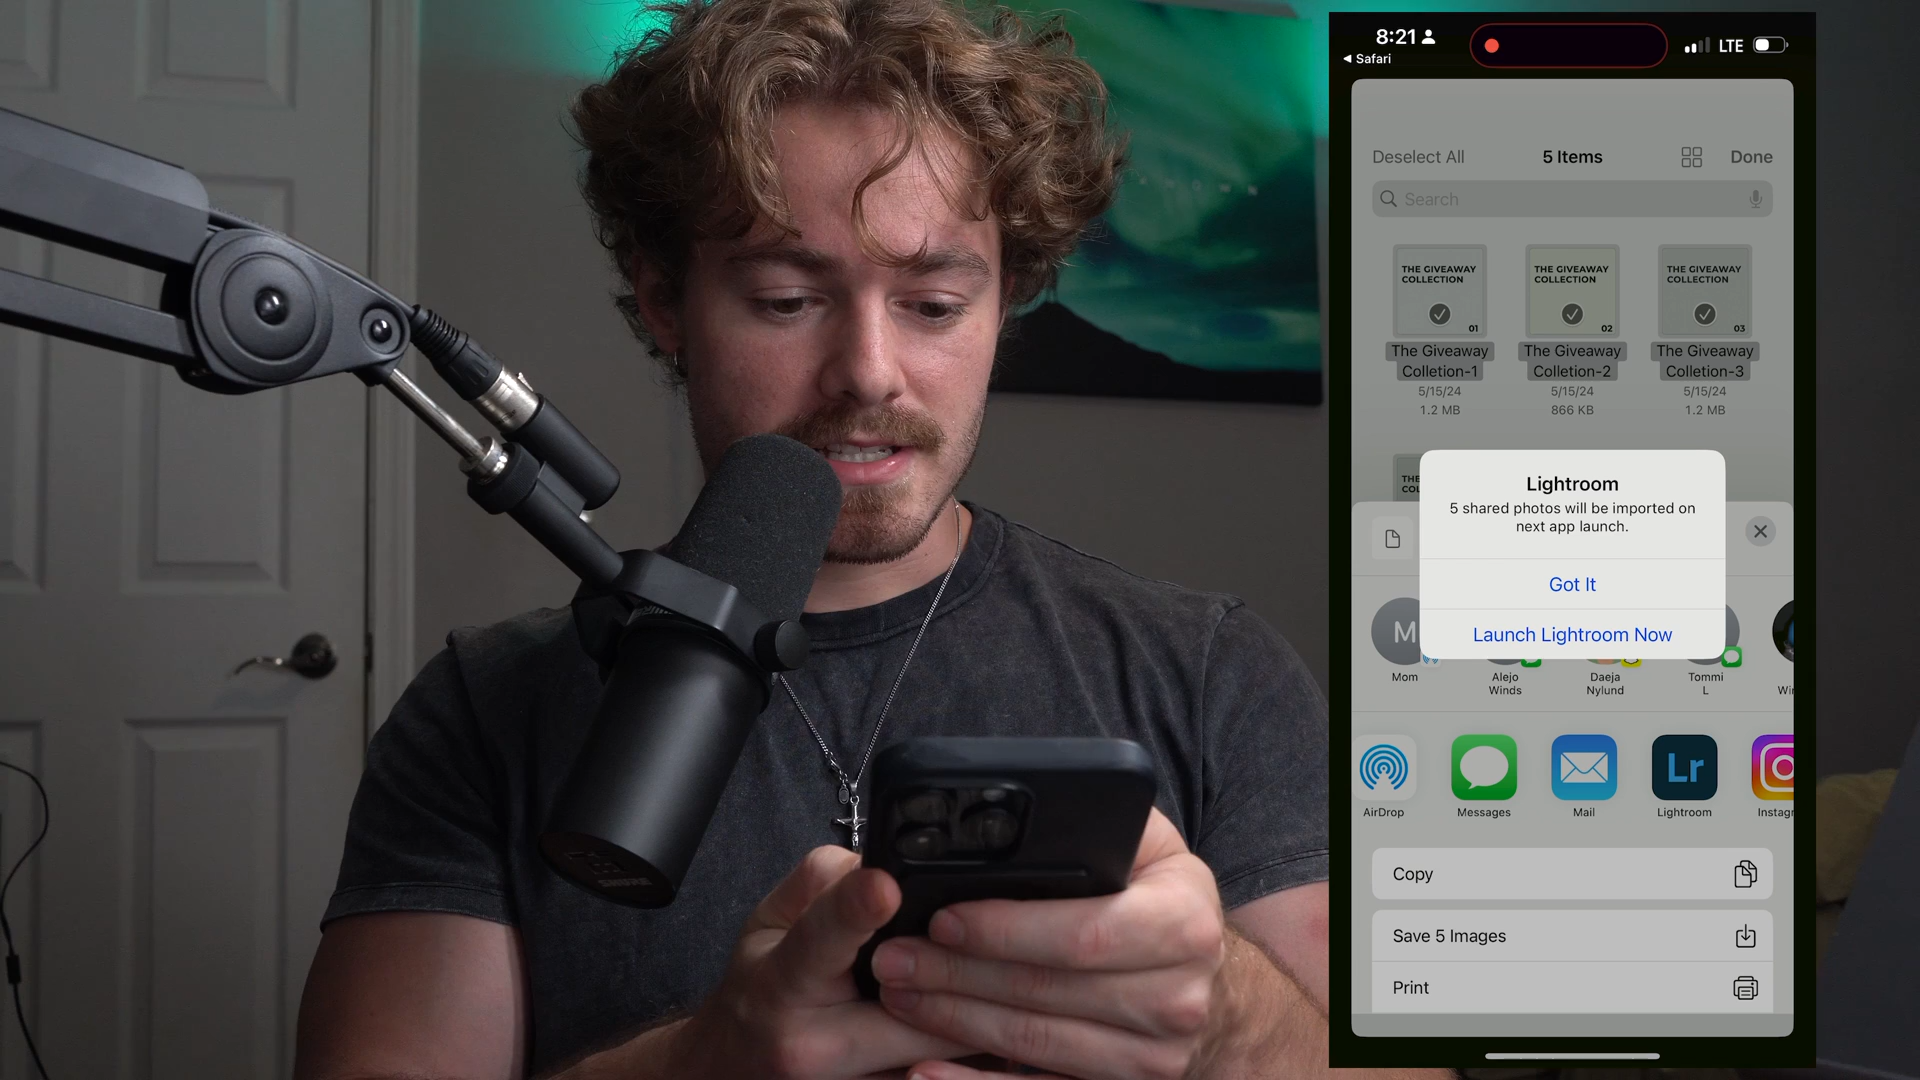 8:21
LTE
Safari
Deselect All
5 Items
Done
Search
THE GIVEAWAY
COLLECTION
01
THE GIVEAWAY
COLLECTION
02
THE GIVEAWAY
COLLECTION
03
The Giveaway
Colletion-1
5/15/24
1.2 MB
The Giveaway
Colletion-2
5/15/24
866 KB
The Giveaway
Colletion-3
5/15/24
1.2 MB
Lightroom
5 shared photos will be imported on
next app launch.
Got It
Launch Lightroom Now
M
Mom
Alejo
Winds
Daeja
Nylund
Tommi
L
Lr
AirDrop
Messages
Mail
Lightroom
Instagr
Copy
Save 5 Images
Print